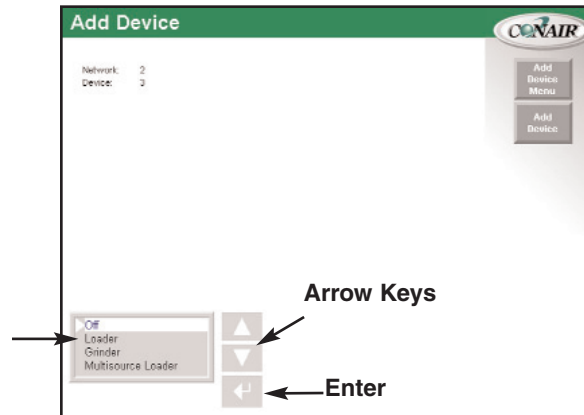 Add Device
CONAIR
Network: 2
Device: 3
Add
Device
Menu
Add
Device
Arrow Keys
Off
Loader
Grinder
Multisource Loader
Enter